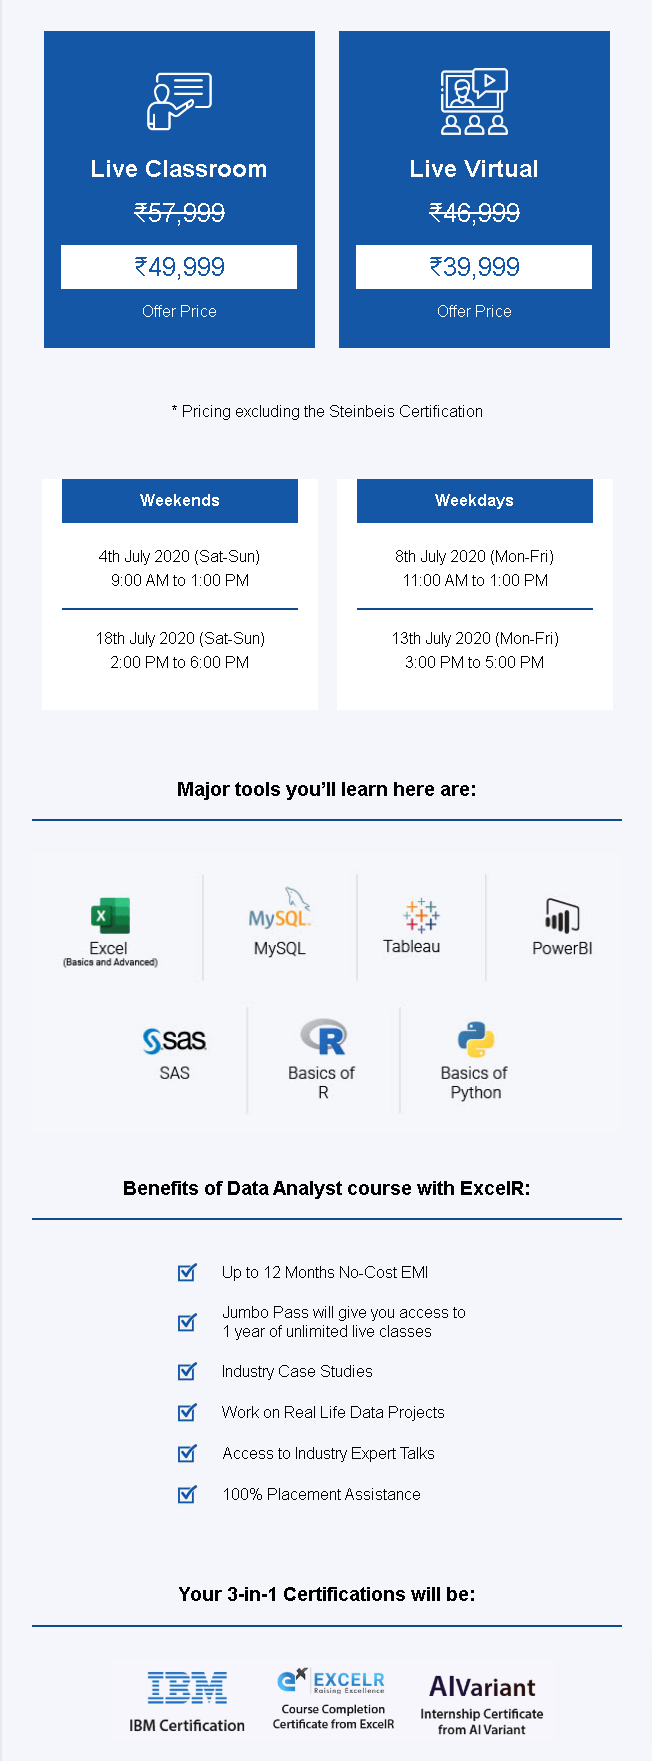 Live Classroom
₹57,999
₹49,999
Offer Price
Live Virtual
₹46,999
₹39,999
Offer Price
* Pricing excluding the Steinbeis Certification
Weekends
4th July 2020 (Sat-Sun)
9:00 AM to 1:00 PM
18th July 2020 (Sat-Sun)
2:00 PM to 6:00 PM
Weekdays
8th July 2020 (Mon-Fri)
11:00 AM to 1:00 PM
13th July 2020 (Mon-Fri)
3:00 PM to 5:00 PM
Major tools you'll learn here are:
X
Excel
(Basics and Advanced)
MySQL
MySQL
Tableau
PowerBI
sas
SAS
R
Basics of
R
Basics of
Python
Benefits of Data Analyst course with ExcelR:
Up to 12 Months No-Cost EMI
Jumbo Pass will give you access to
1 year of unlimited live classes
Industry Case Studies
Work on Real Life Data Projects
Access to Industry Expert Talks
100% Placement Assistance
Your 3-in-1 Certifications will be:
IBM
IBM Certification
ex EXCELR
Raising Excellence
Course Completion
Certificate from ExcelR
AIVariant
Internship Certificate
from AI Variant